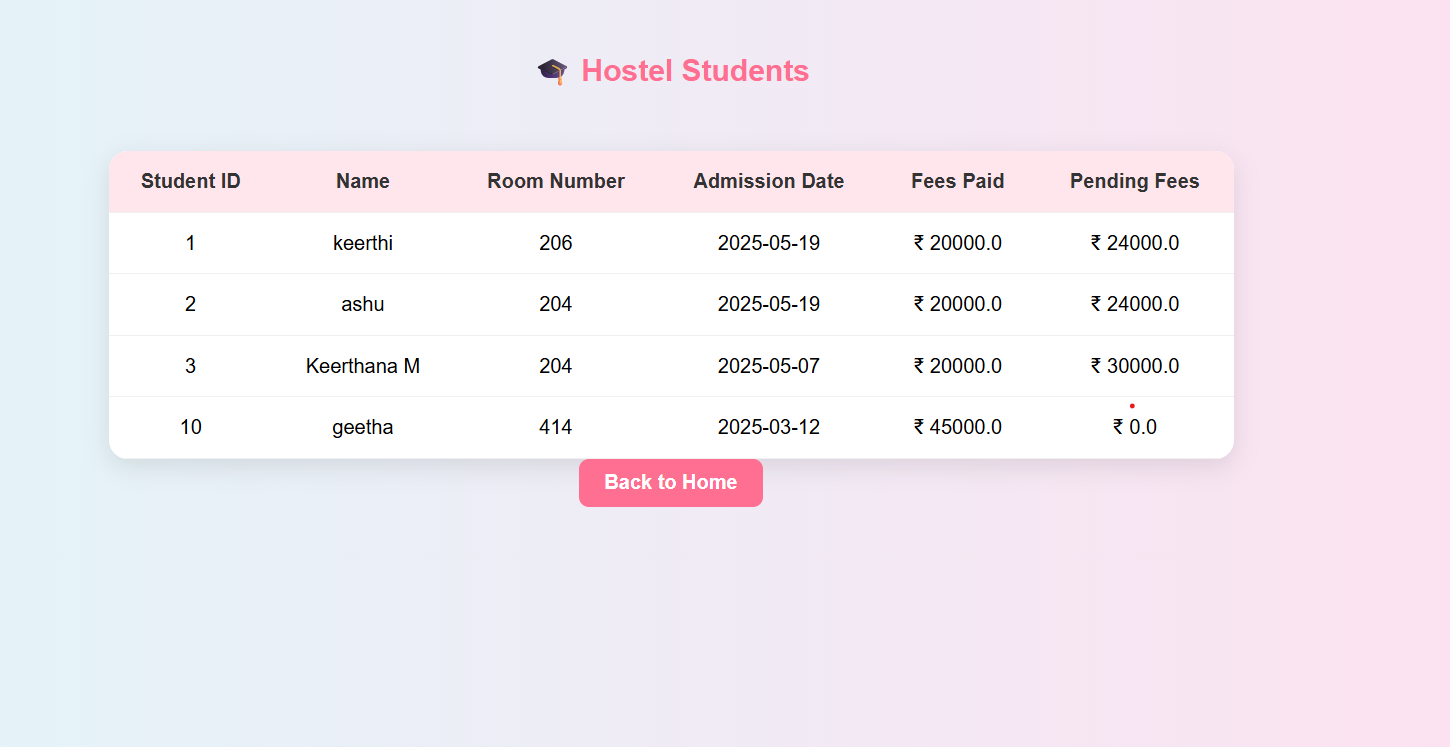 🎓 Hostel Students
Student ID Name Room Number Admission Date Fees Paid Pending Fees
1 keerthi 206 2025-05-19 ₹ 20000.0 ₹ 24000.0
2 ashu 204 2025-05-19 ₹ 20000.0 ₹ 24000.0
3 Keerthana M 204 2025-05-07 ₹ 20000.0 ₹ 30000.0
10 geetha 414 2025-03-12 ₹ 45000.0 ₹ 0.0
Back to Home